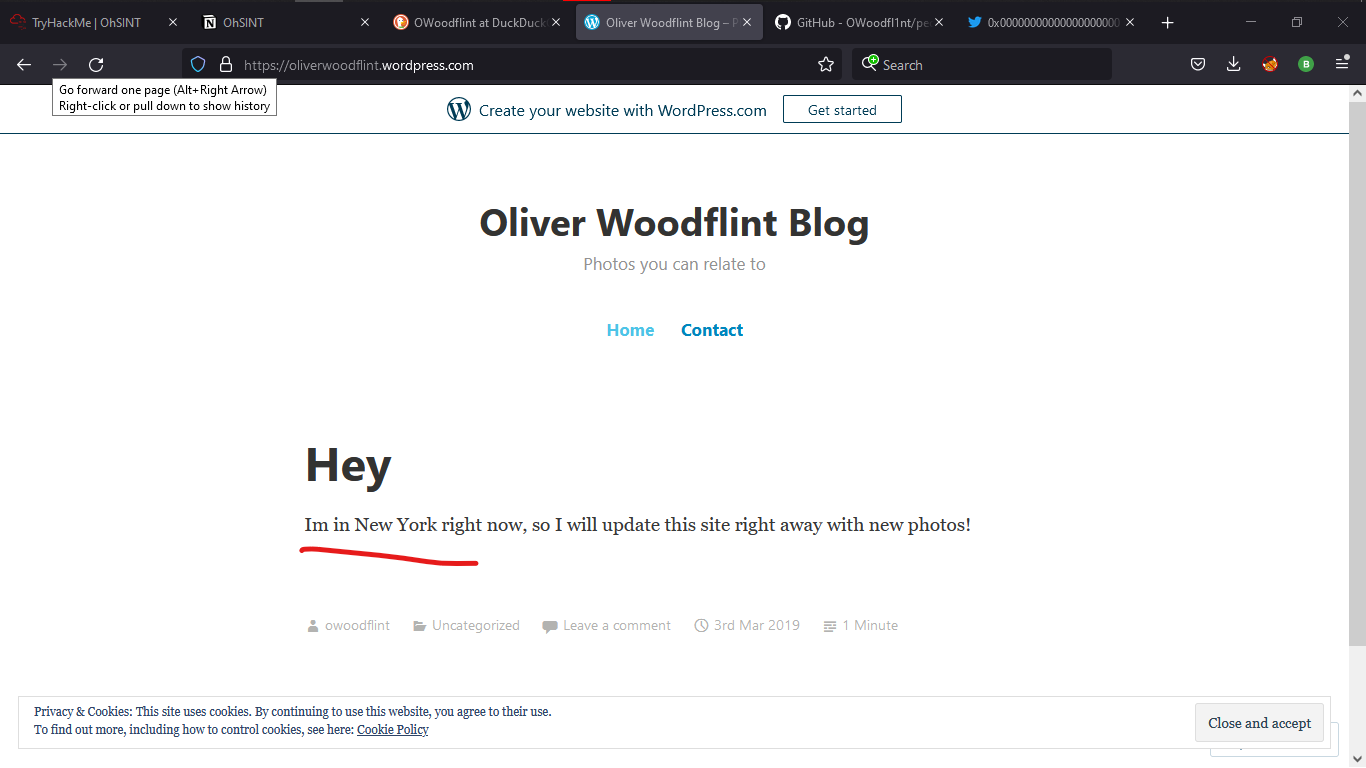 TryHackMe | OhSINT
OhSINT
OWoodflint at DuckDuck
Oliver Woodflint Blog – P
GitHub - OWoodfl1nt/pe
0x0000000000000000000
https://oliverwoodflint.wordpress.com
Search
B
Go forward one page (Alt+Right Arrow)
Right-click or pull down to show history
Create your website with WordPress.com
Get started
Oliver Woodflint Blog
Photos you can relate to
Home Contact
Hey
Im in New York right now, so I will update this site right away with new photos!
owoodflint Uncategorized Leave a comment 3rd Mar 2019 1 Minute
Privacy & Cookies: This site uses cookies. By continuing to use this website, you agree to their use.
To find out more, including how to control cookies, see here: Cookie Policy
Close and accept